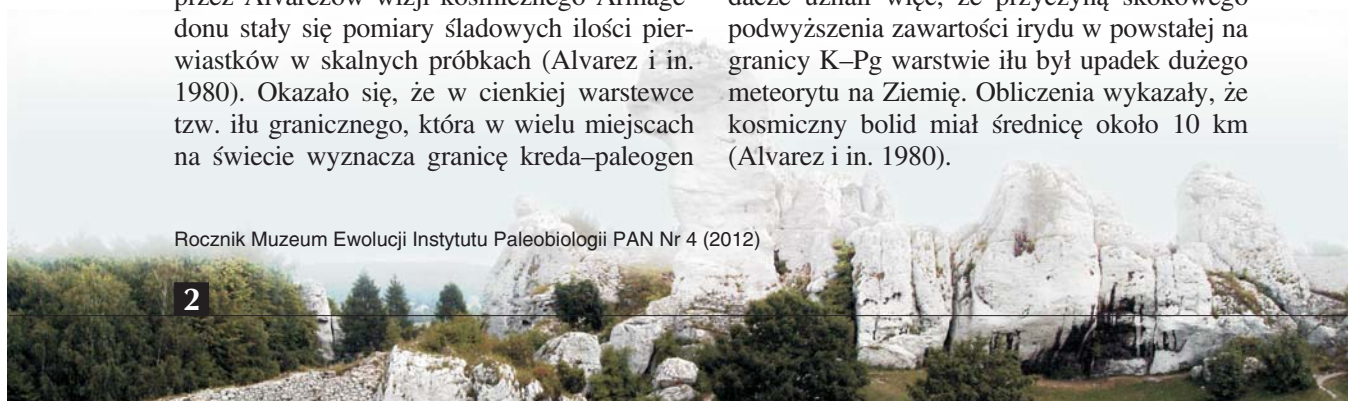 przez Alvarezów wizji kosmicznego Armage-
donu stały się pomiary śladowych ilości pier-
wiastków w skalnych próbkach (Alvarez i in.
1980). Okazało się, że w cienkiej warstewce
tzw. iłu granicznego, która w wielu miejscach
na świecie wyznacza granicę kreda–paleogen
dacze uznali więc, że przyczyną skokowego
podwyższenia zawartości irydu w powstałej na
granicy K–Pg warstwie iłu był upadek dużego
meteorytu na Ziemię. Obliczenia wykazały, że
kosmiczny bolid miał średnicę około 10 km
(Alvarez i in. 1980).
Rocznik Muzeum Ewolucji Instytutu Paleobiologii PAN Nr 4 (2012)
2